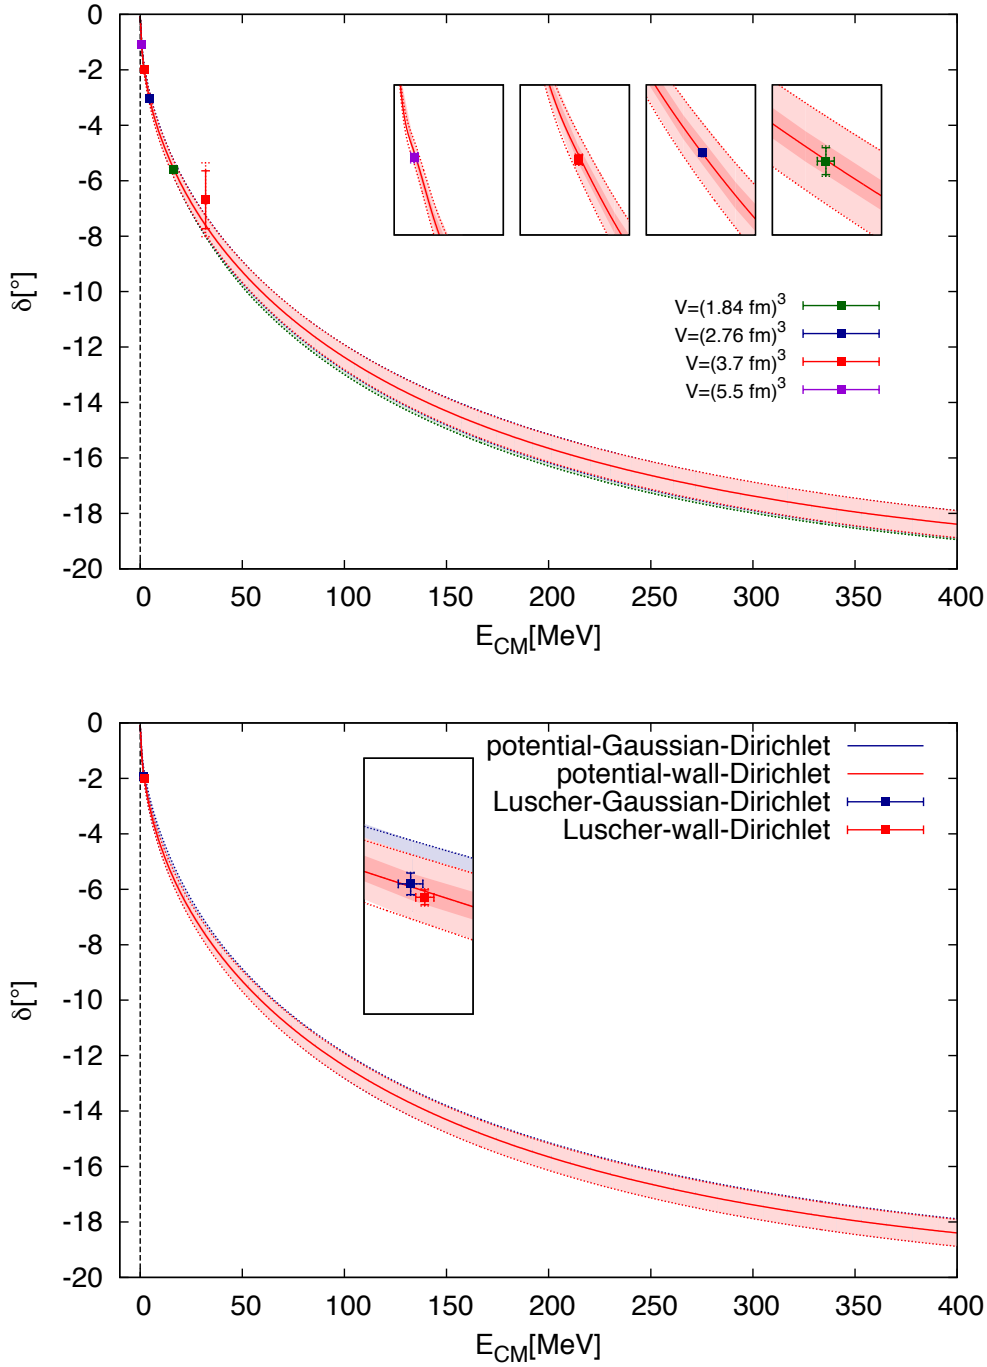 0
-2
-4
-6
-8
-10
-12
-14
-16
-18
-20
δ[°]
V=(1.84 fm)³
V=(2.76 fm)³
V=(3.7 fm)³
V=(5.5 fm)³
0 50 100 150 200 250 300 350 400
E_CM[MeV]
0
-2
-4
-6
-8
-10
-12
-14
-16
-18
-20
δ[°]
potential-Gaussian-Dirichlet
potential-wall-Dirichlet
Luscher-Gaussian-Dirichlet
Luscher-wall-Dirichlet
0 50 100 150 200 250 300 350 400
E_CM[MeV]